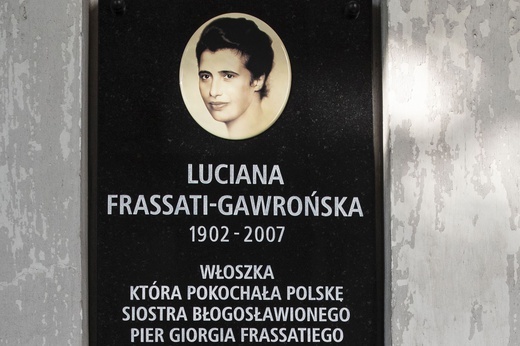 LUCIANA
FRASSATI-GAWROŃSKA
1902 - 2007
WŁOSZKA
KTÓRA POKOCHAŁA POLSKĘ
SIOSTRA BŁOGOSŁAWIONEGO
PIER GIORGIA FRASSATIEGO